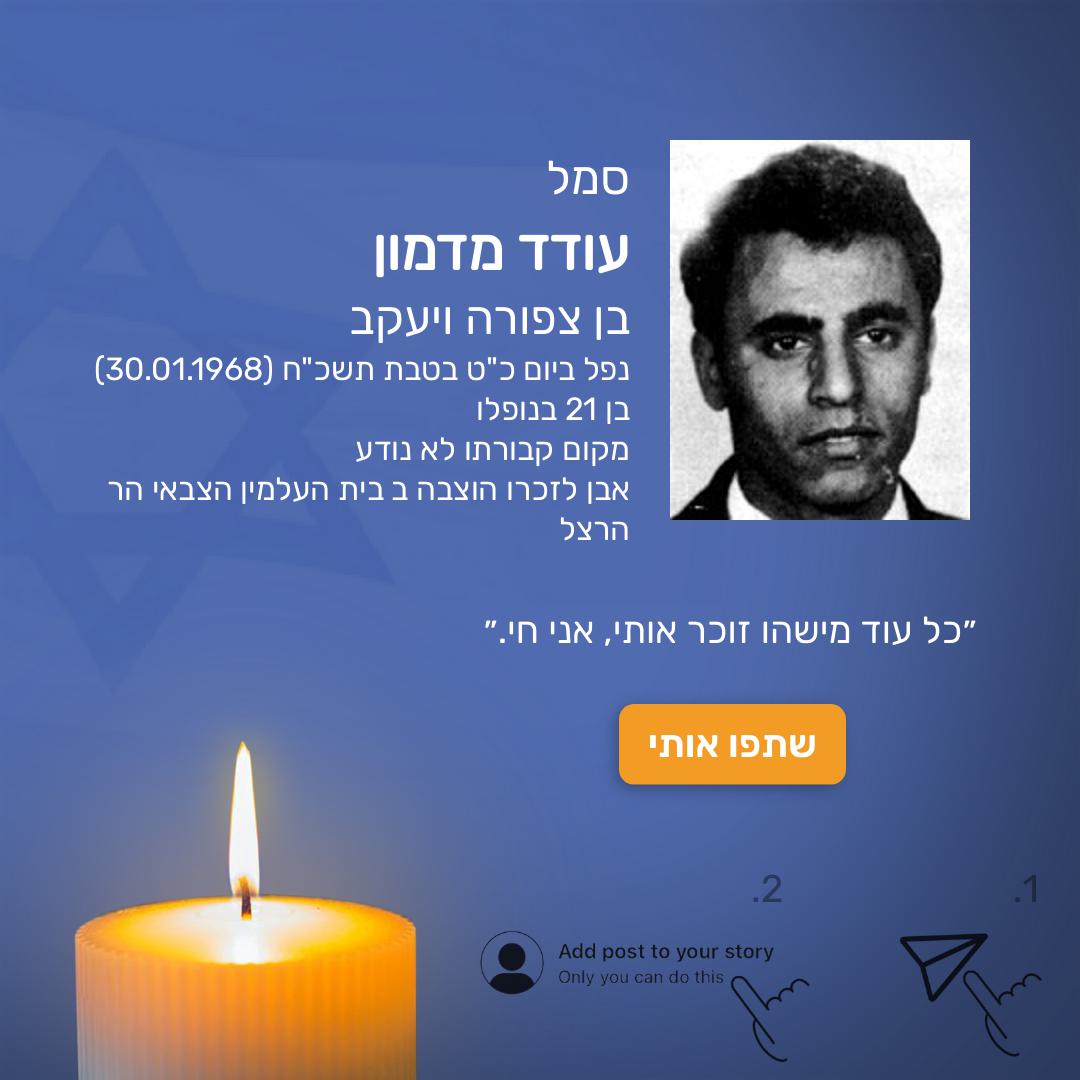 סמל
עודד מדמון
בן צפורה ויעקב
נפל ביום כ"ט בטבת תשכ"ח (30.01.1968)
בן 21 בנופלו
מקום קבורתו לא נודע
אבן לזכרו הוצבה ב בית העלמין הצבאי הר
הרצל
״כל עוד מישהו זוכר אותי, אני חי.״
שתפו אותי
1.
2.
Add post to your story
Only you can do this